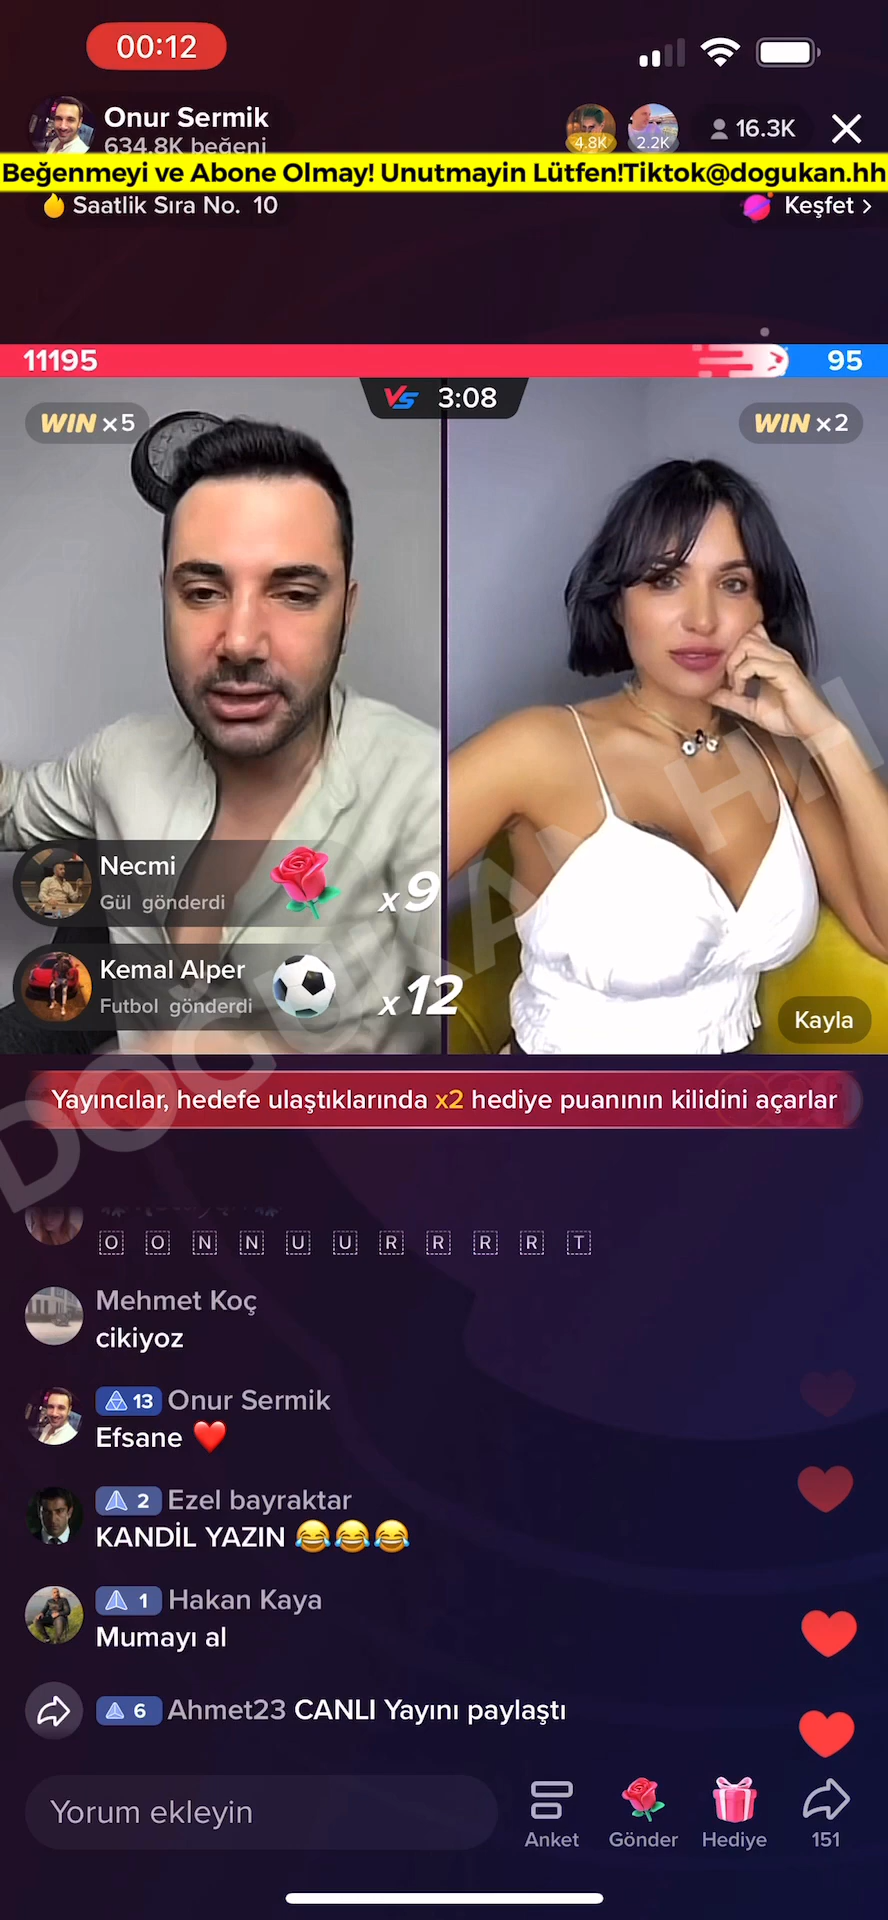 00:12
Onur Sermik
634.8K beğeni
4.8K
2.2K
16.3K
Beğenmeyi ve Abone Olmay! Unutmayin Lütfen!Tiktok@dogukan.hh
Saatlik Sıra No. 10
Keşfet >
11195
95
VS 3:08
WIN x5
WIN x2
Necmi
Gül gönderdi
x9
Kemal Alper
Futbol gönderdi
x12
Kayla
DOĞUKAN HH
Yayıncılar, hedefe ulaştıklarında x2 hediye puanının kilidini açarlar
O O N N U U R R R R T
Mehmet Koç
cikiyoz
13 Onur Sermik
Efsane ❤️
2 Ezel bayraktar
KANDİL YAZIN 😂😂😂
1 Hakan Kaya
Mumayı al
6 Ahmet23 CANLI Yayını paylaştı
Yorum ekleyin
Anket
Gönder
Hediye
151